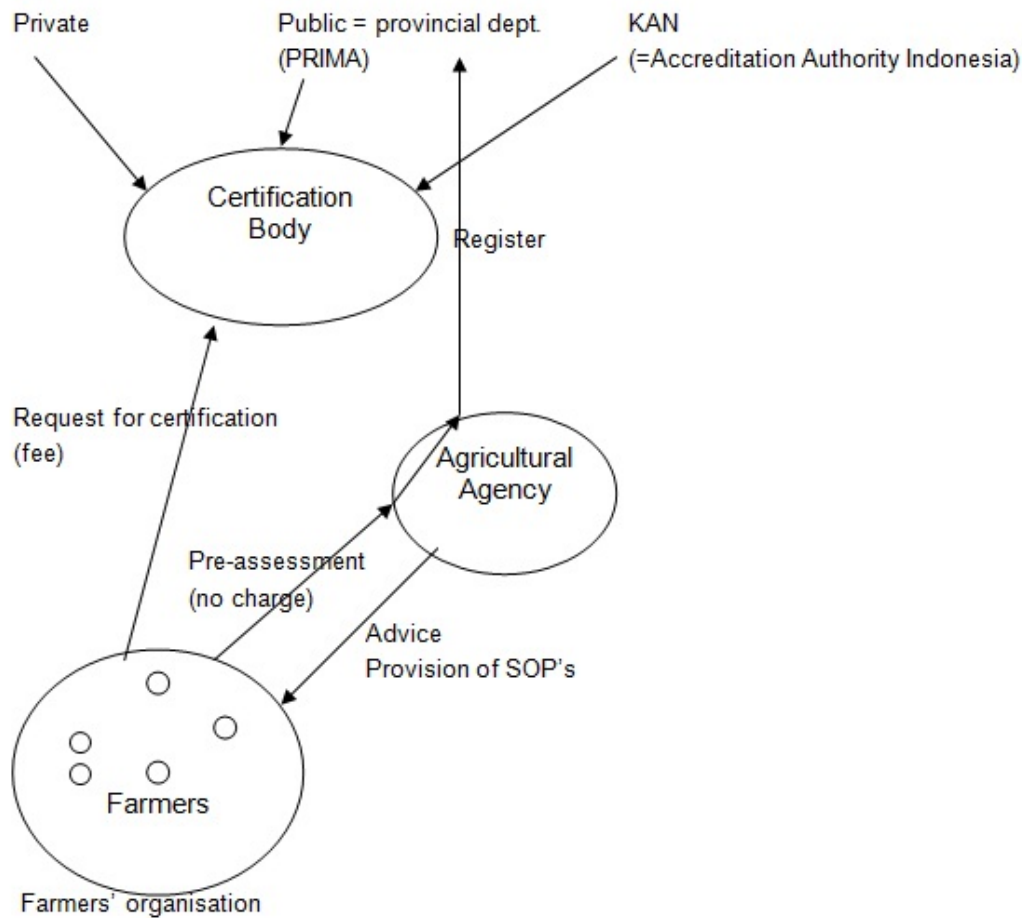 Private
Public = provincial dept.
(PRIMA)
KAN
(=Accreditation Authority Indonesia)
Certification
Body
Register
Request for certification
(fee)
Agricultural
Agency
Pre-assessment
(no charge)
Advice
Provision of SOP's
Farmers
Farmers' organisation